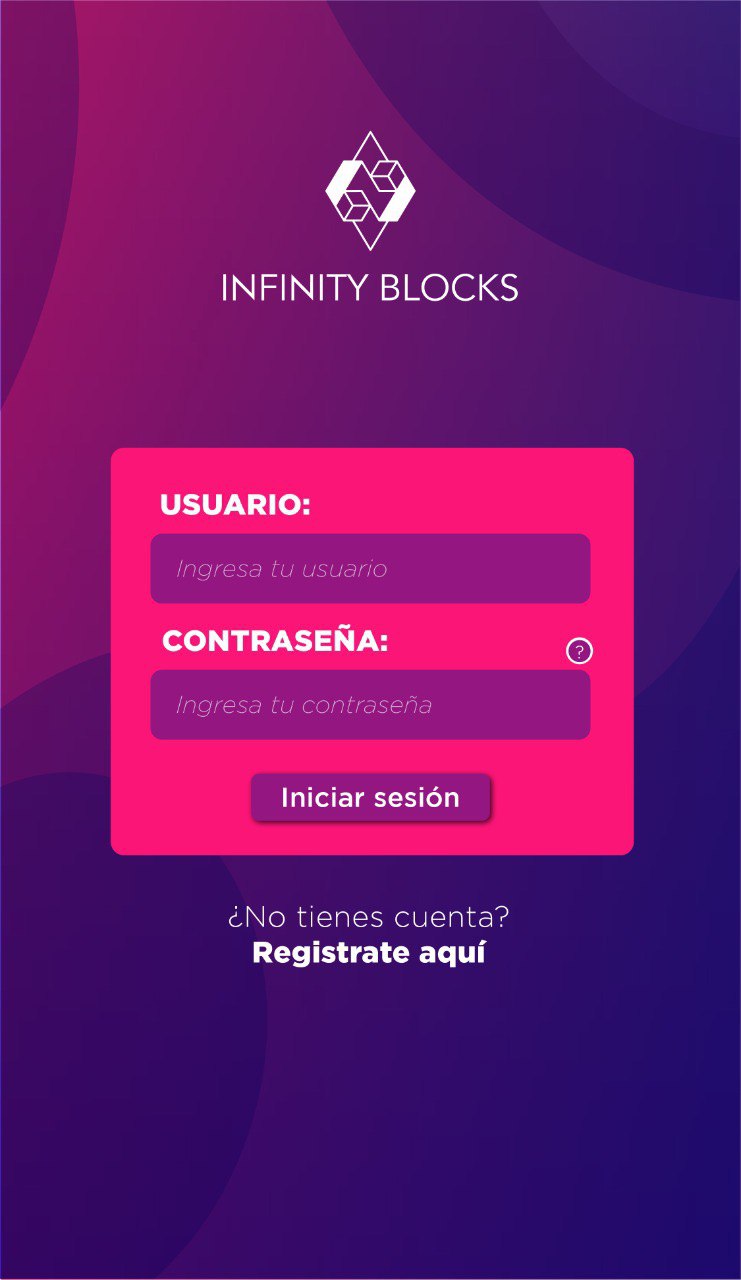 INFINITY BLOCKS
USUARIO:
Ingresa tu usuario
CONTRASEÑA:
?
Ingresa tu contraseña
Iniciar sesión
¿No tienes cuenta?
Registrate aquí